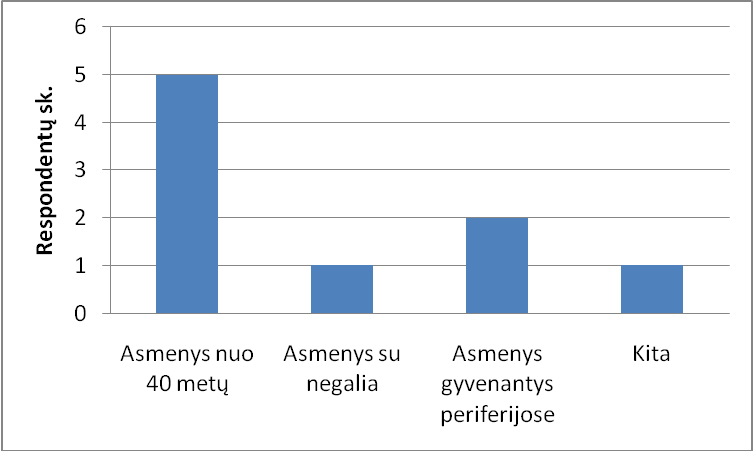 Respondentų sk.
6
5
4
3
2
1
0
Asmenys nuo
40 metų
Asmenys su
negalia
Asmenys
gyvenantys
periferijose
Kita